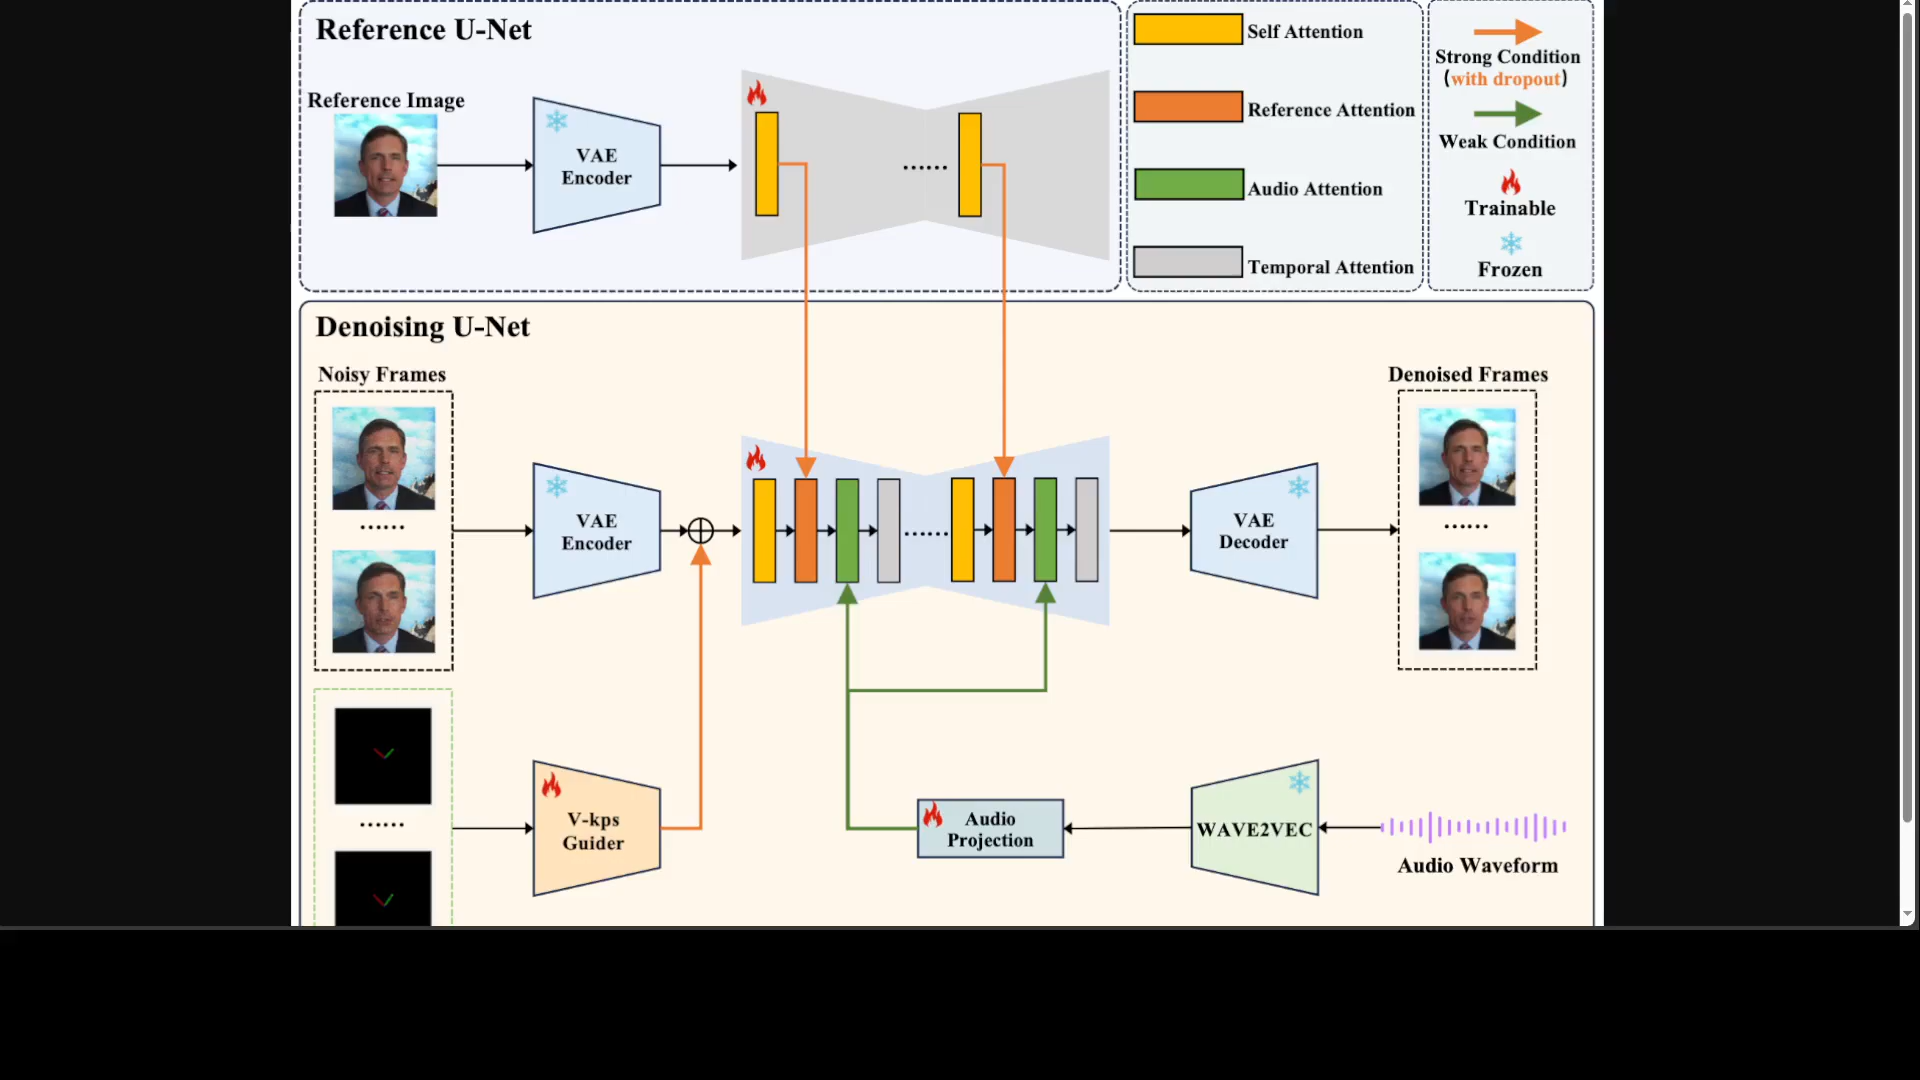 Reference U-Net
Reference Image
VAE
Encoder
......
Self Attention
Reference Attention
Audio Attention
Temporal Attention
Strong Condition
(with dropout)
Weak Condition
Trainable
Frozen
Denoising U-Net
Noisy Frames
......
VAE
Encoder
......
VAE
Decoder
Denoised Frames
......
......
V-kps
Guider
Audio
Projection
WAVE2VEC
Audio Waveform